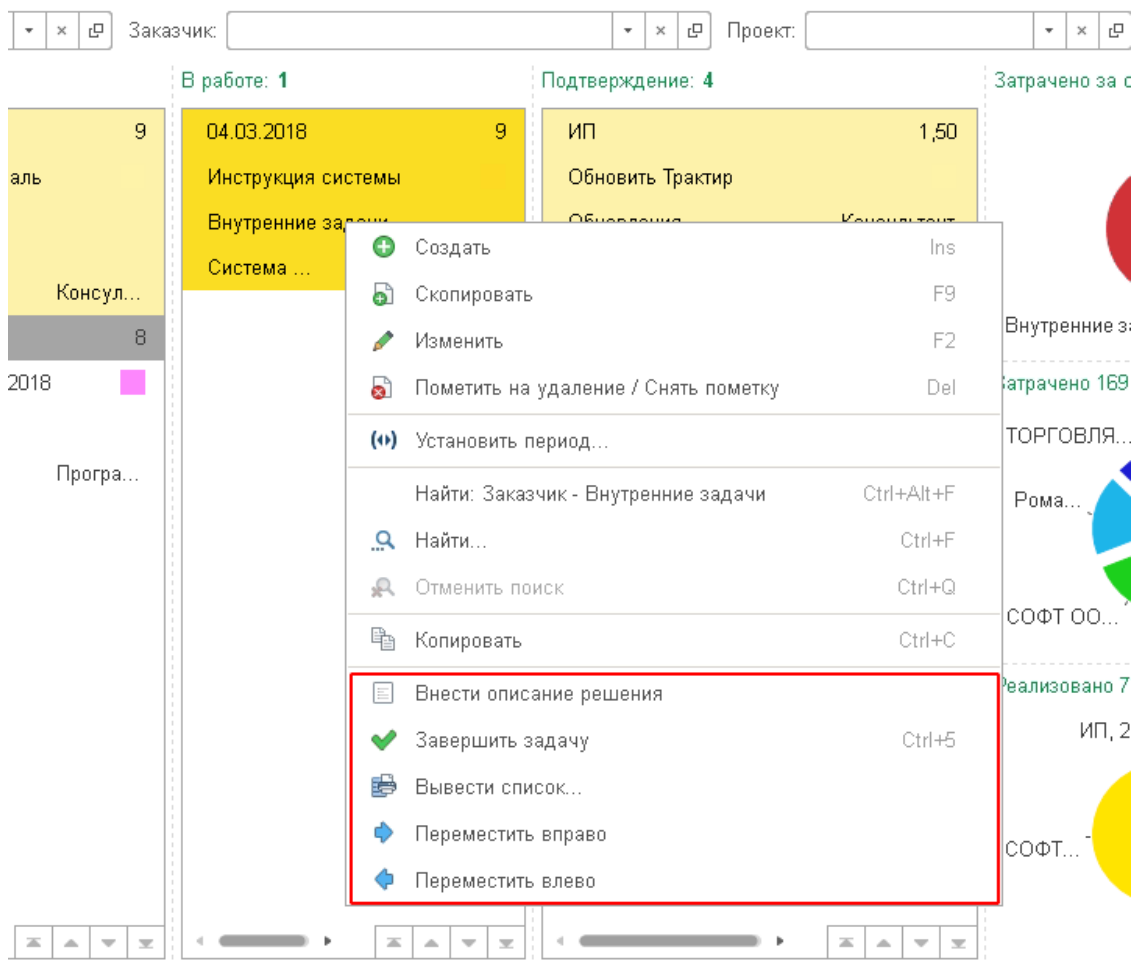 Заказчик:
Проект:
В работе: 1
Подтверждение: 4
Затрачено за
9
04.03.2018 9
ИП 1,50
аль
Инструкция системы
Обновить Трактир
Внутренние задачи
Обновления Консультант
Система ...
Консул...
8
2018
Програ...
Создать Ins
Скопировать F9
Изменить F2
Пометить на удаление / Снять пометку Del
Установить период...
Найти: Заказчик - Внутренние задачи Ctrl+Alt+F
Найти... Ctrl+F
Отменить поиск Ctrl+Q
Копировать Ctrl+C
Внести описание решения
Завершить задачу Ctrl+5
Вывести список...
Переместить вправо
Переместить влево
Внутренние за
Затрачено 169
ТОРГОВЛЯ...
Рома...
СОФТ ОО...
Реализовано 7
ИП, 2
СОФТ...